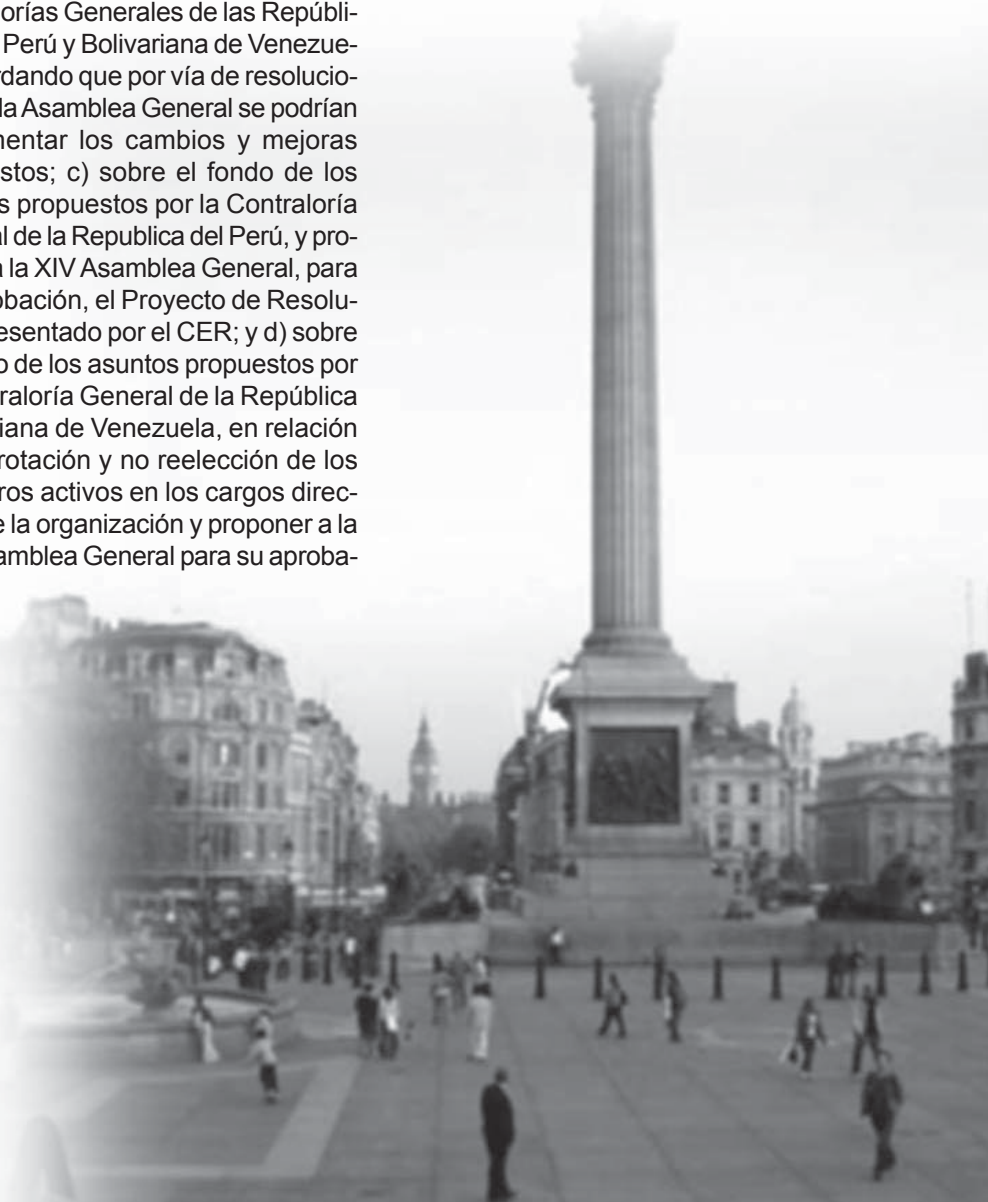 orías Generales de las Repúbli-
Perú y Bolivariana de Venezue-
rdando que por vía de resolucio-
la Asamblea General se podrían
mentar los cambios y mejoras
stos; c) sobre el fondo de los
s propuestos por la Contraloría
al de la Republica del Perú, y pro-
a la XIV Asamblea General, para
obación, el Proyecto de Resolu-
esentado por el CER; y d) sobre
o de los asuntos propuestos por
raloría General de la República
riana de Venezuela, en relación
rotación y no reelección de los
ros activos en los cargos direc-
e la organización y proponer a la
amblea General para su aproba-